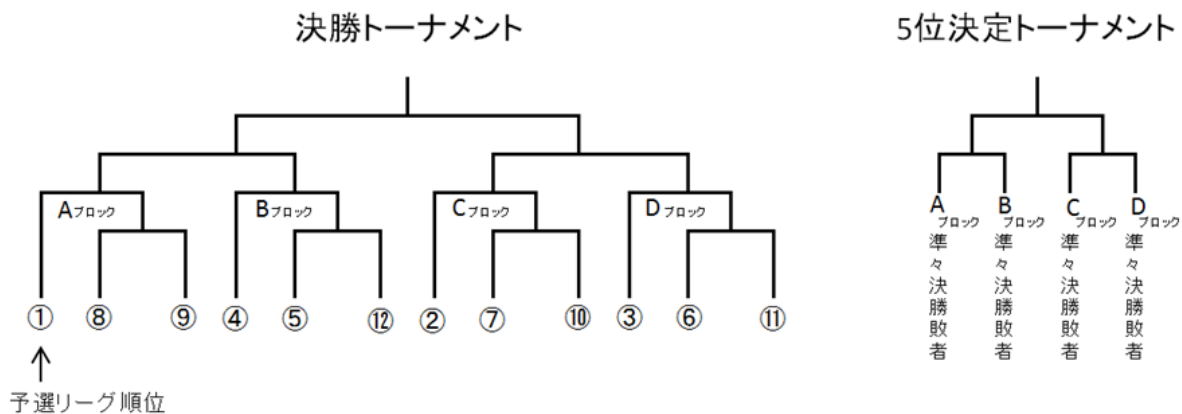 決勝トーナメント
Aブロック
Bブロック
Cブロック
Dブロック
①
⑧
⑨
④
⑤
⑫
②
⑦
⑩
③
⑥
⑪
↑
予選リーグ順位
5位決定トーナメント
Aブロック準々決勝敗者
Bブロック準々決勝敗者
Cブロック準々決勝敗者
Dブロック準々決勝敗者